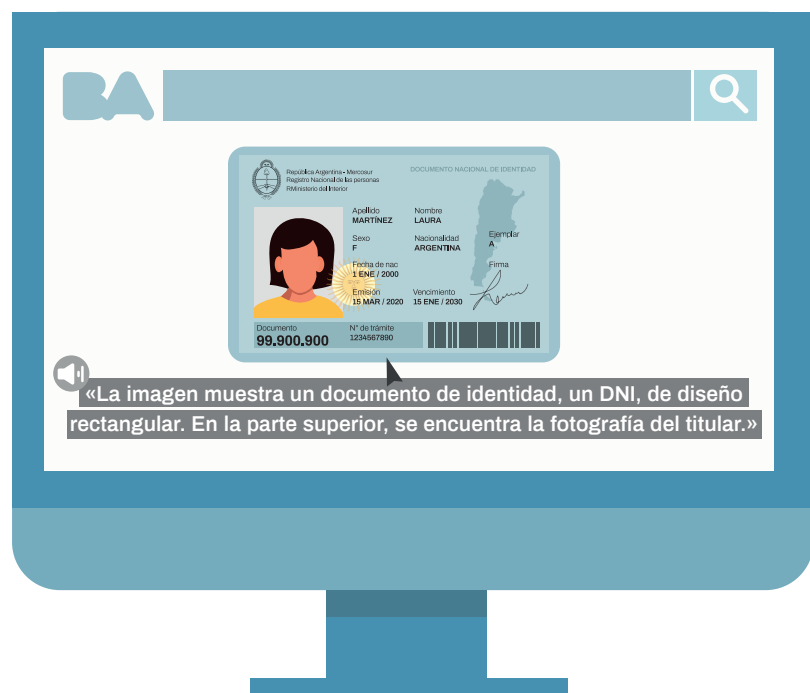 BA
República Argentina - Mercosur
Registro Nacional de las personas
RMinisterio del Interior
DOCUMENTO NACIONAL DE IDENTIDAD
Apellido
MARTÍNEZ
Nombre
LAURA
Sexo
F
Nacionalidad
ARGENTINA
Ejemplar
A
Fecha de nac
1 ENE / 2000
Firma
Emisión
15 MAR / 2020
Vencimiento
15 ENE / 2030
Documento
99.900.900
N° de trámite
1234567890
«La imagen muestra un documento de identidad, un DNI, de diseño
rectangular. En la parte superior, se encuentra la fotografía del titular.»